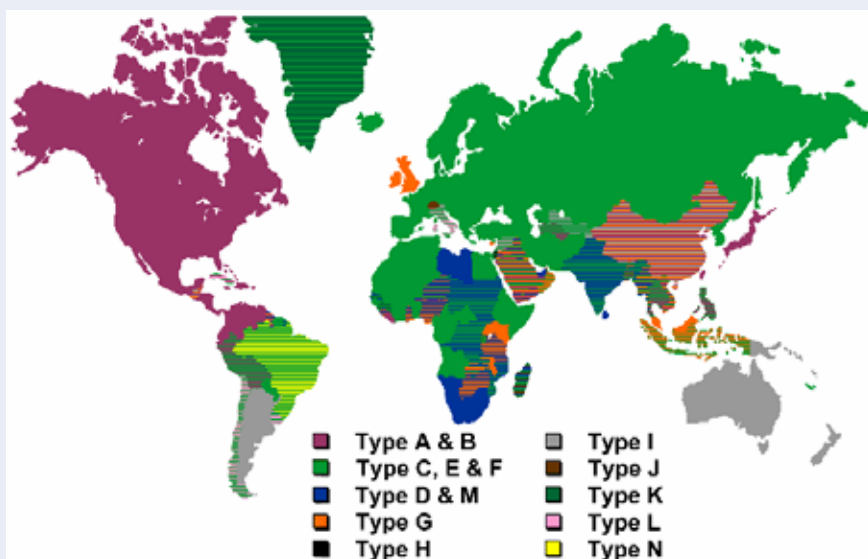 Type A & B
Type C, E & F
Type D & M
Type G
Type H
Type I
Type J
Type K
Type L
Type N